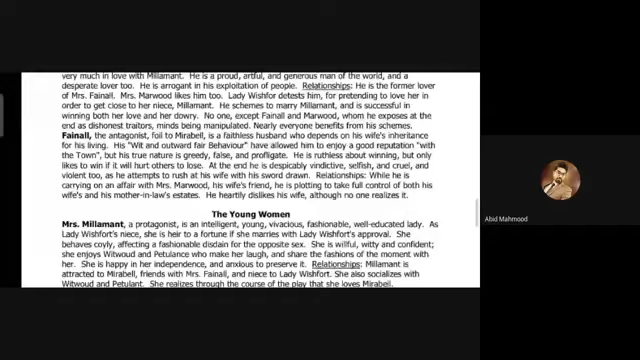 very much in love with Millamant. He is a proud, artful, and generous man of the world, and a
desperate lover too. He is arrogant in his exploitation of people. Relationships: He is the former lover
of Mrs. Fainall. Mrs. Marwood likes him too. Lady Wishfor detests him, for pretending to love her in
order to get close to her niece, Millamant. He schemes to marry Millamant, and is successful in
winning both her love and her dowry. No one, except Fainall and Marwood, whom he exposes at the
end as dishonest traitors, minds being manipulated. Nearly everyone benefits from his schemes.
Fainall, the antagonist, foil to Mirabell, is a faithless husband who depends on his wife's inheritance
for his living. His "Wit and outward fair Behaviour" have allowed him to enjoy a good reputation "with
the Town", but his true nature is greedy, false, and profligate. He is ruthless about winning, but only
likes to win if it will hurt others to lose. At the end he is despicably vindictive, selfish, and cruel, and
violent too, as he attempts to rush at his wife with his sword drawn. Relationships: While he is
carrying on an affair with Mrs. Marwood, his wife's friend, he is plotting to take full control of both his
wife's and his mother-in-law's estates. He heartily dislikes his wife, although no one realizes it.
The Young Women
Mrs. Millamant, a protagonist, is an intelligent, young, vivacious, fashionable, well-educated lady. As
Lady Wishfort's niece, she is heir to a fortune if she marries with Lady Wishfort's approval. She
behaves coyly, affecting a fashionable disdain for the opposite sex. She is willful, witty and confident;
she enjoys Witwoud and Petulance who make her laugh, and share the fashions of the moment with
her. She is happy in her independence, and anxious to preserve it. Relationships: Millamant is
attracted to Mirabell, friends with Mrs. Fainall, and niece to Lady Wishfort. She also socializes with
Witwoud and Petulant. She realizes through the course of the play that she loves Mirabell.
Abid Mahmood